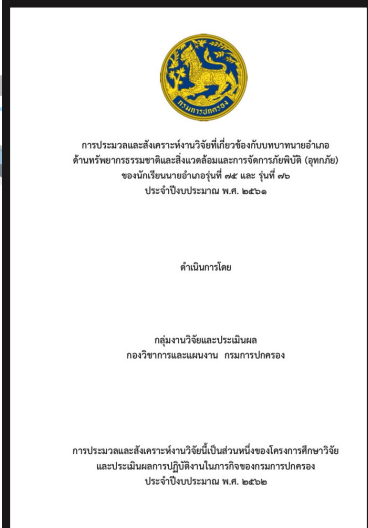 กรมการปกครอง
การประมวลและสังเคราะห์งานวิจัยที่เกี่ยวข้องกับบทบาทนายอำเภอ
ด้านทรัพยากรธรรมชาติและสิ่งแวดล้อมและการจัดการภัยพิบัติ (อุทกภัย)
ของนักเรียนนายอำเภอรุ่นที่ ๗๕ และ รุ่นที่ ๗๖
ประจำปีงบประมาณ พ.ศ. ๒๕๖๑
ดำเนินการโดย
กลุ่มงานวิจัยและประเมินผล
กองวิชาการและแผนงาน กรมการปกครอง
การประมวลและสังเคราะห์งานวิจัยนี้เป็นส่วนหนึ่งของโครงการศึกษาวิจัย
และประเมินผลการปฏิบัติงานในภารกิจของกรมการปกครอง
ประจำปีงบประมาณ พ.ศ. ๒๕๖๒